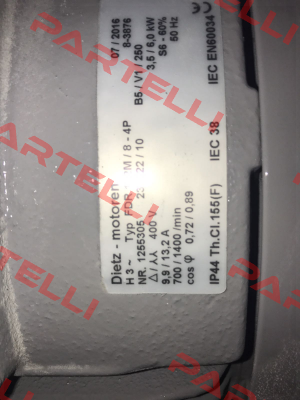 Dietz - motoren
07 / 2016
8-3876
H 3 ~ Typ FDR / 8 - 4P
B5 / V1 / 250
NR. 1255305 22 / 10
3,5 / 6,0 kW
Δ / ⅄⅄ 400 V
S6 - 60%
9,9 / 13,2 A
50 Hz
700 / 1400 /min
cos φ 0,72 / 0,89
IP44 Th.Cl.155(F) IEC 38 IEC EN60034
PARTELLI